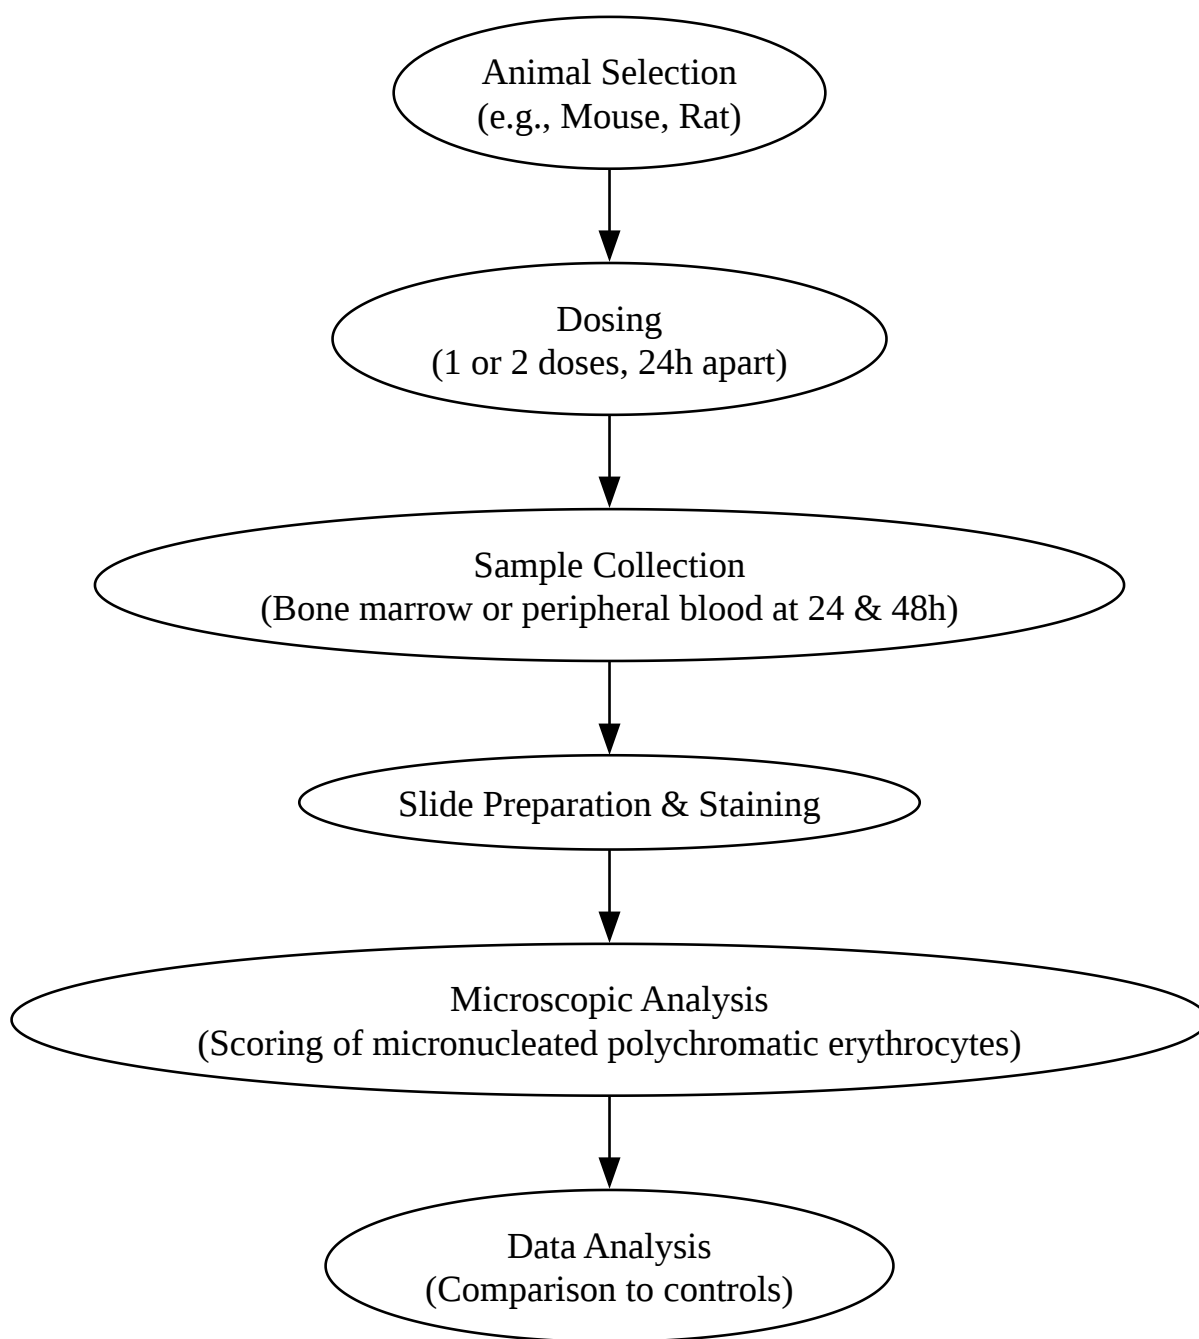 Animal Selection
(e.g., Mouse, Rat)
Dosing
(1 or 2 doses, 24h apart)
Sample Collection
(Bone marrow or peripheral blood at 24 & 48h)
Slide Preparation & Staining
Microscopic Analysis
(Scoring of micronucleated polychromatic erythrocytes)
Data Analysis
(Comparison to controls)